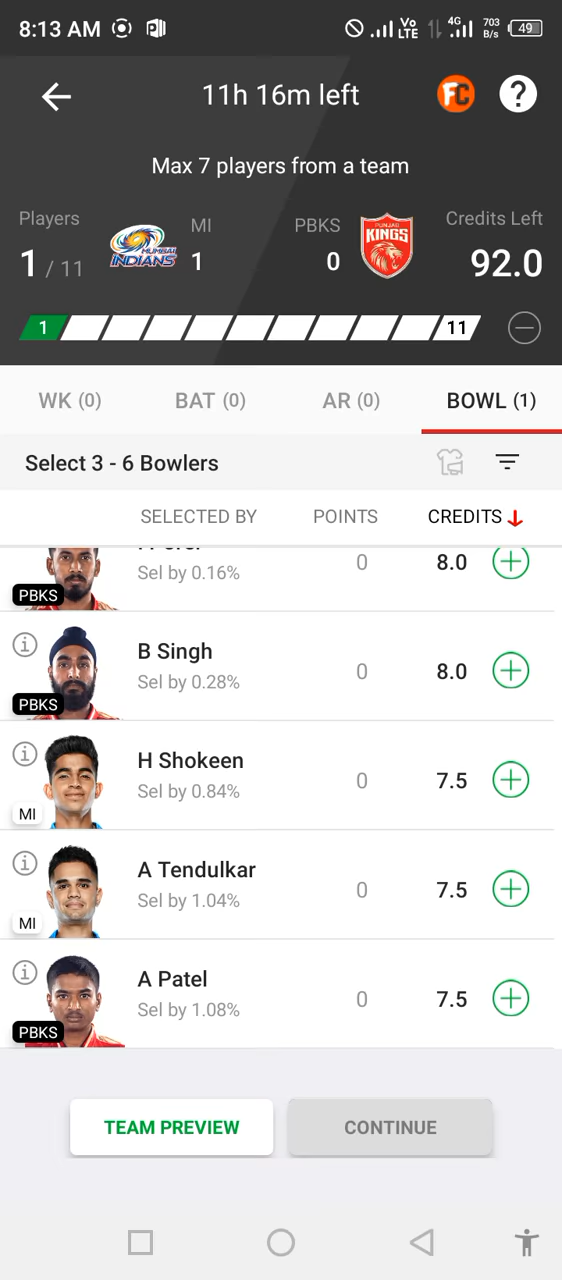 8:13 AM
Vo LTE 4G 703 B/s 49
11h 16m left
FC ?
Max 7 players from a team
Players MI PBKS Credits Left
1 / 11 MUMBAI INDIANS 1 0 PUNJAB KINGS 92.0
1 11
WK (0) BAT (0) AR (0) BOWL (1)
Select 3 - 6 Bowlers
SELECTED BY POINTS CREDITS
Sel by 0.16% 0 8.0
PBKS
B Singh
Sel by 0.28% 0 8.0
PBKS
H Shokeen
Sel by 0.84% 0 7.5
MI
A Tendulkar
Sel by 1.04% 0 7.5
MI
A Patel
Sel by 1.08% 0 7.5
PBKS
TEAM PREVIEW CONTINUE